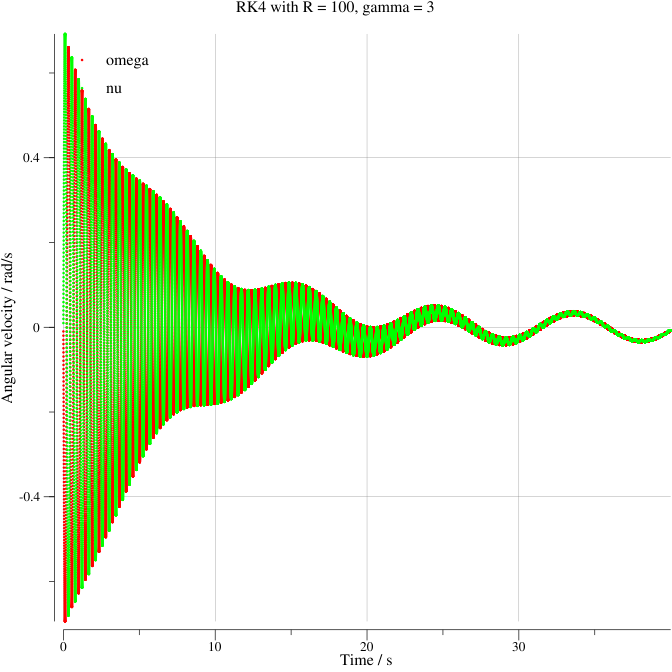 RK4 with R = 100, gamma = 3
omega
nu
0.4
0
-0.4
Angular velocity / rad/s
0
10
20
30
Time / s